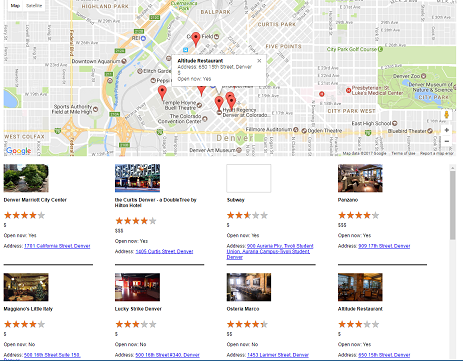 Map Satellite
HIGHLAND PARK
BALLPARK
CURTIS PARK
Coors Field
FIVE POINTS
City Park Golf Course
Downtown Aquarium
Elitch Gardens
Altitude Restaurant
Address: 650 15th Street, Denver
$
Open now: Yes
Denver Zoo
Denver Museum of
Nature &
CITY PARK
Presbyterian/St
Luke's Medical Center
Sports Authority
Field at Mile High
Temple Hoyne
Buell Theatre
The Colorado
Convention Center
Hyatt Regency
Denver at Colorado
CITY PARK WEST
WEST COLFAX
Denver
Fillmore Auditorium
Ogden Theatre
East High School
Bluebird Theater
Denver Art Museum
Google
Map Data ©2017 Google Terms of Use Report a map error
Denver Marriott City Center
$
Open now: Yes
Address: 1701 California Street, Denver
the Curtis Denver - a DoubleTree by
Hilton Hotel
$$$
Open now: Yes
Address: 1405 Curtis Street, Denver
Subway
$
Open now: Yes
Address: 900 Auraria Pky, Tivoli Student
Union, Auraria Campus-Tivoli Student,
Denver
Panzano
$$$
Open now: Yes
Address: 909 17th Street, Denver
Maggiano's Little Italy
$
Open now: No
Address: 500 16th Street Suite 150,
Lucky Strike Denver
$
Open now: No
Address: 500 16th Street #340, Denver
Osteria Marco
$$
Open now: No
Address: 1453 Larimer Street, Denver
Altitude Restaurant
$
Open now: Yes
Address: 650 15th Street, Denver